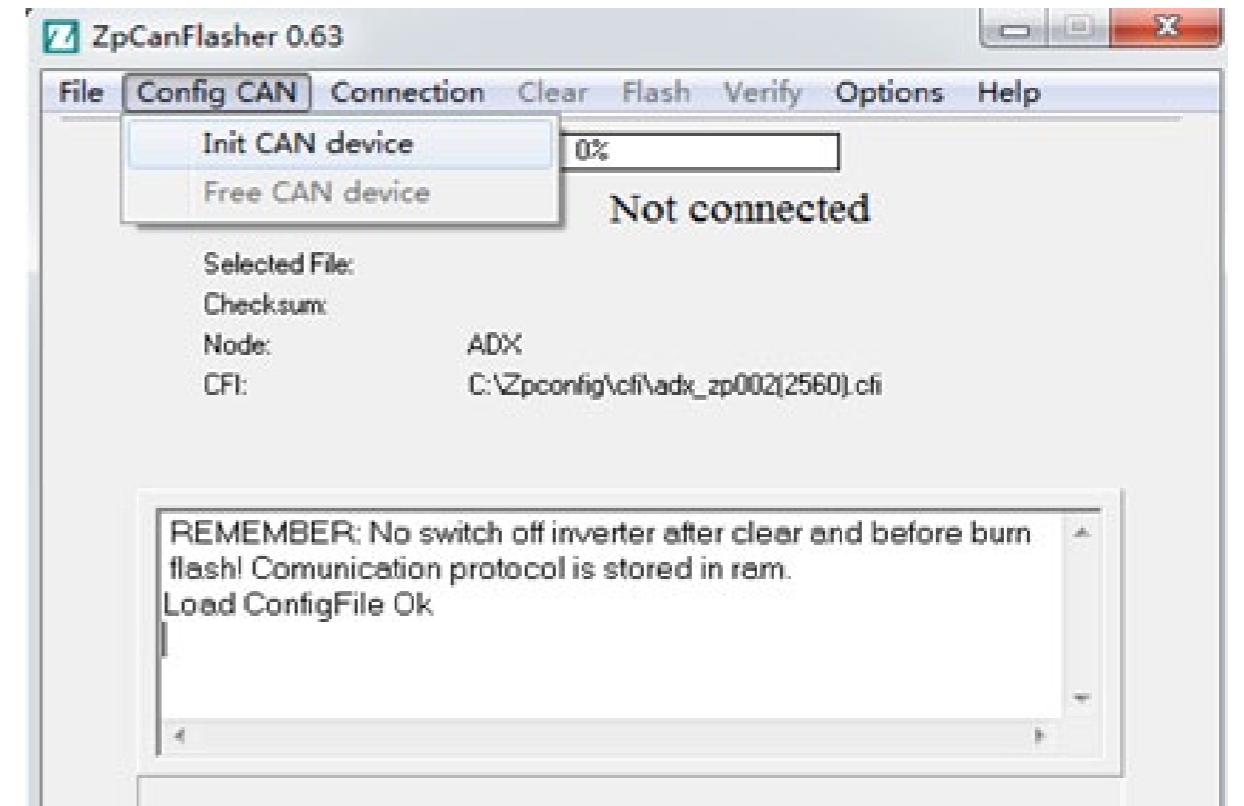 ZpCanFlasher 0.63
File Config CAN Connection Clear Flash Verify Options Help
Init CAN device
Free CAN device
0%
Not connected
Selected File:
Checksum:
Node: ADX
CFI: C:\Zpconfig\cfi\adx_zp002(2560).cfi
REMEMBER: No switch off inverter after clear and before burn
flash! Comunication protocol is stored in ram.
Load ConfigFile Ok